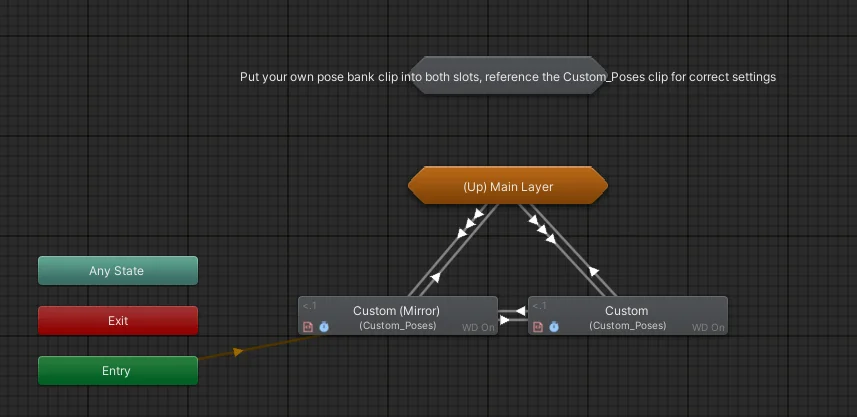 Put your own pose bank clip into both slots, reference the Custom_Poses clip for correct settings
(Up) Main Layer
Any State
Exit
Entry
<.1
Custom (Mirror)
(Custom_Poses)
WD On
<.1
Custom
(Custom_Poses)
WD On